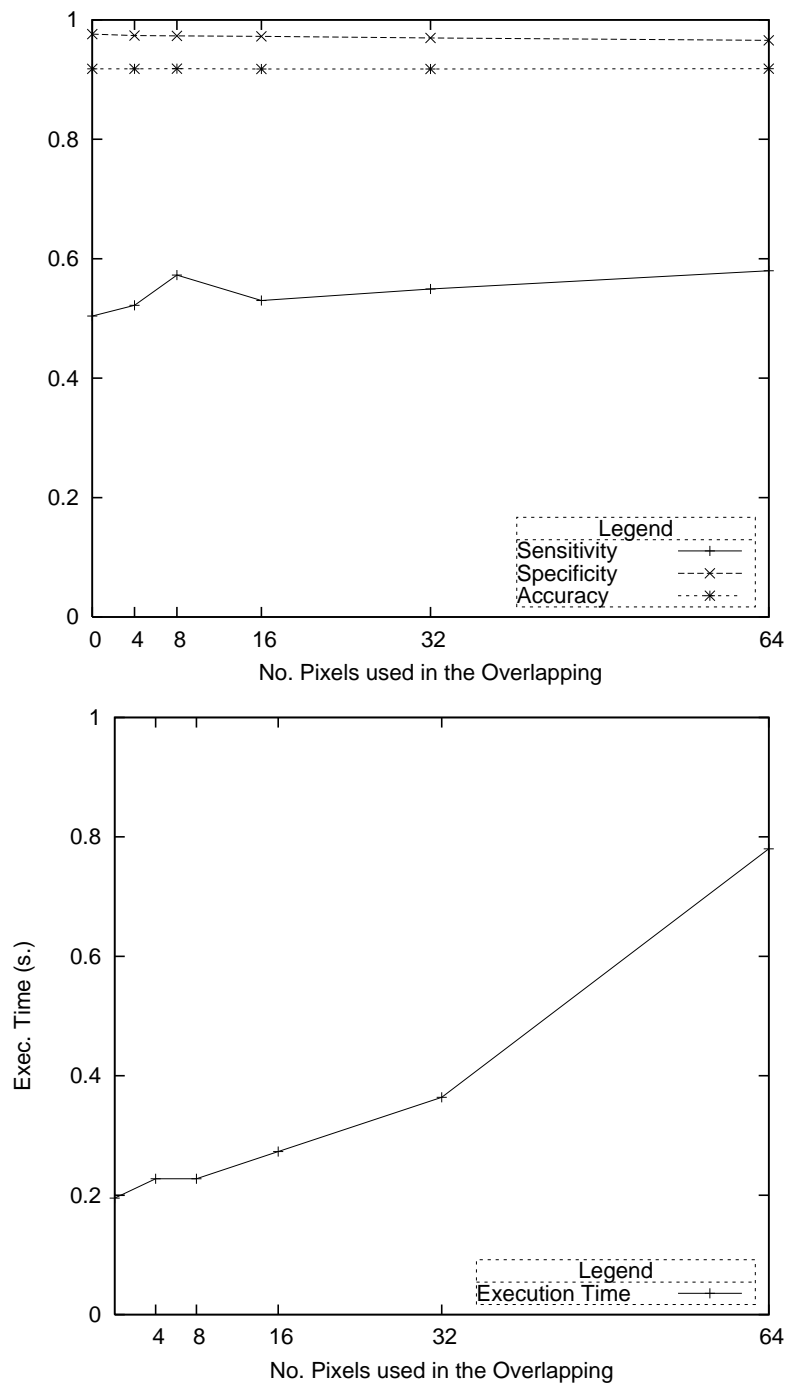 1
0.8
0.6
0.4
0.2
0
Legend
Sensitivity
Specificity
Accuracy
0 4 8 16 32 64
No. Pixels used in the Overlapping
1
0.8
0.6
0.4
0.2
0
Exec. Time (s.)
Legend
Execution Time
4 8 16 32 64
No. Pixels used in the Overlapping